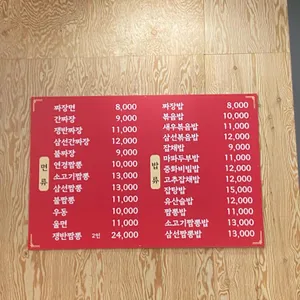 면류
짜장면 8,000
간짜장 9,000
쟁반짜장 11,000
삼선간짜장 12,000
불짜장 9,000
연경짬뽕 10,000
소고기짬뽕 13,000
삼선짬뽕 13,000
불짬뽕 11,000
우동 10,000
울면 11,000
쟁반짬뽕 2인 24,000
밥류
짜장밥 8,000
볶음밥 10,000
새우볶음밥 11,000
삼선볶음밥 12,000
잡채밥 9,000
마파두부밥 11,000
중화비빔밥 12,000
고추잡채밥 12,000
잡탕밥 15,000
유산슬밥 12,000
짬뽕밥 11,000
소고기짬뽕밥 13,000
삼선짬뽕밥 13,000